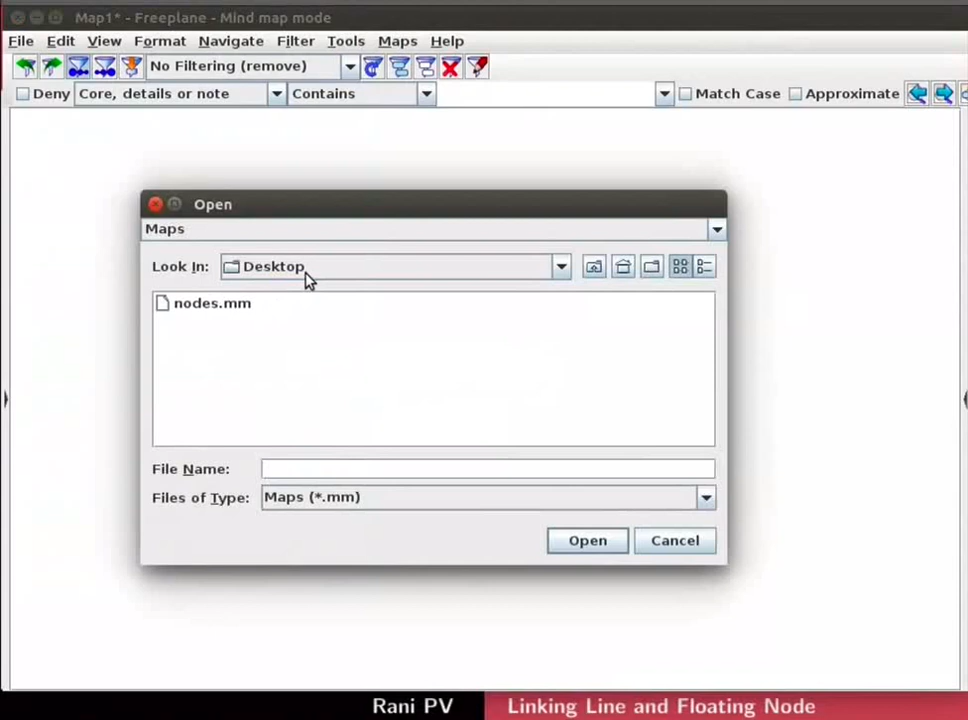 Map1* - Freeplane - Mind map mode
File Edit View Format Navigate Filter Tools Maps Help
No Filtering (remove)
Deny Core, details or note Contains Match Case Approximate
Open
Maps
Look In: Desktop
nodes.mm
File Name:
Files of Type: Maps (*.mm)
Open Cancel
Rani PV Linking Line and Floating Node